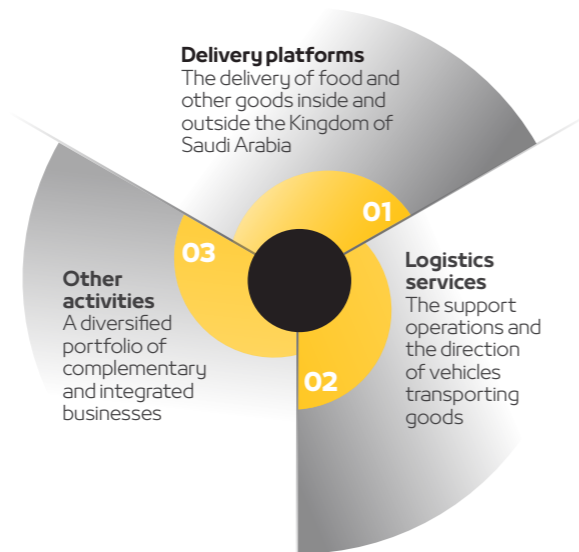 Delivery platforms
The delivery of food and
other goods inside and
outside the Kingdom of
Saudi Arabia
01
Logistics
services
The support
operations and
the direction
of vehicles
transporting
goods
02
03
Other
activities
A diversified
portfolio of
complementary
and integrated
businesses